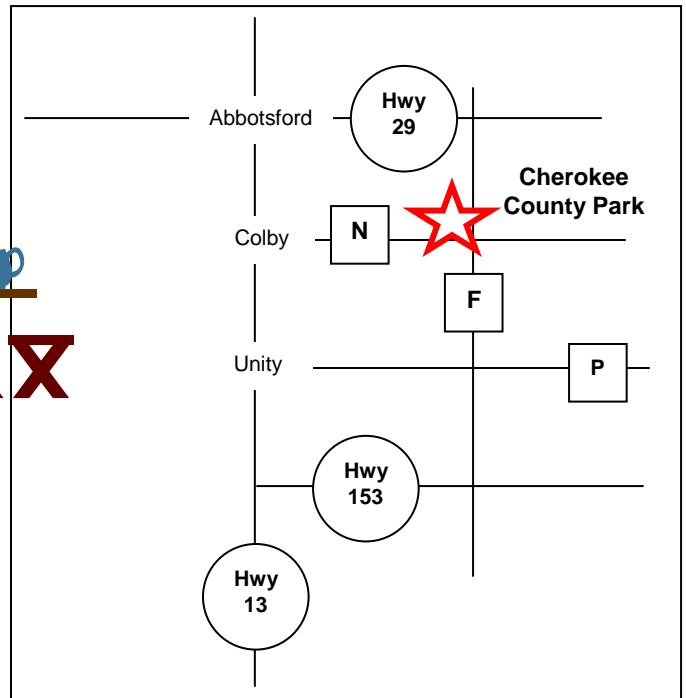 Abbotsford
Hwy
29
Cherokee
County Park
Colby
N
F
Unity
P
Hwy
153
Hwy
13